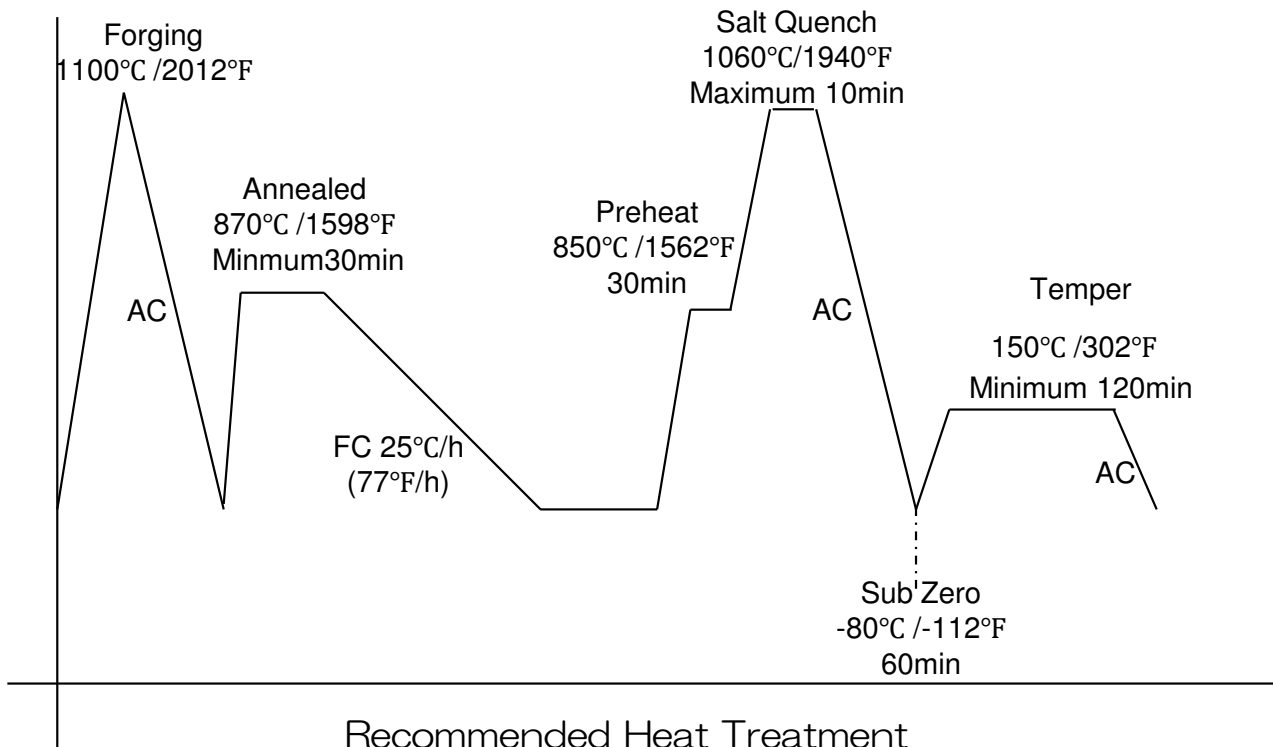 Forging
1100℃ /2012℉
AC
Annealed
870℃ /1598℉
Minmum30min
FC 25℃/h
(77℉/h)
Preheat
850℃ /1562℉
30min
Salt Quench
1060℃/1940℉
Maximum 10min
AC
Sub Zero
-80℃ /-112℉
60min
Temper
150℃ /302℉
Minimum 120min
AC
Recommended Heat Treatment